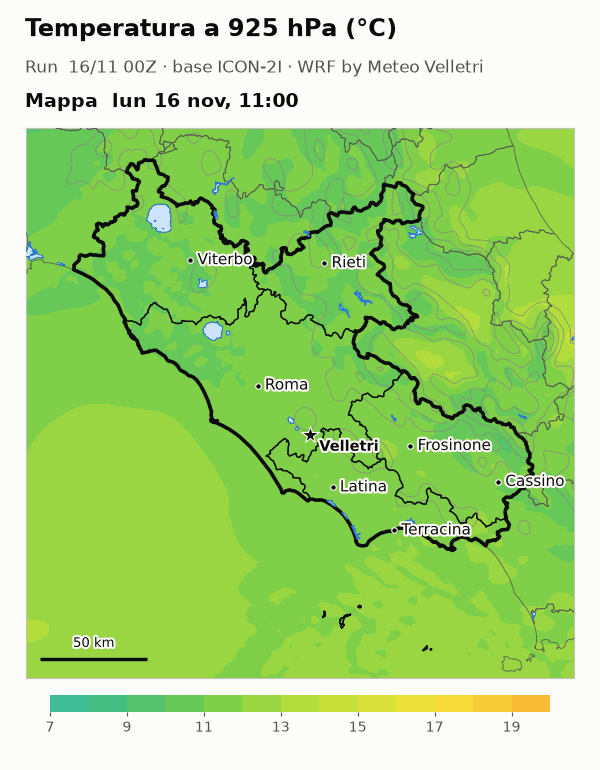 Temperatura a 925 hPa (°C)
Run  16/11 00Z · base ICON-2I · WRF by Meteo Velletri
Mappa  lun 16 nov, 11:00
Viterbo
Rieti
Roma
Velletri
Frosinone
Cassino
Latina
Terracina
50 km
7 9 11 13 15 17 19